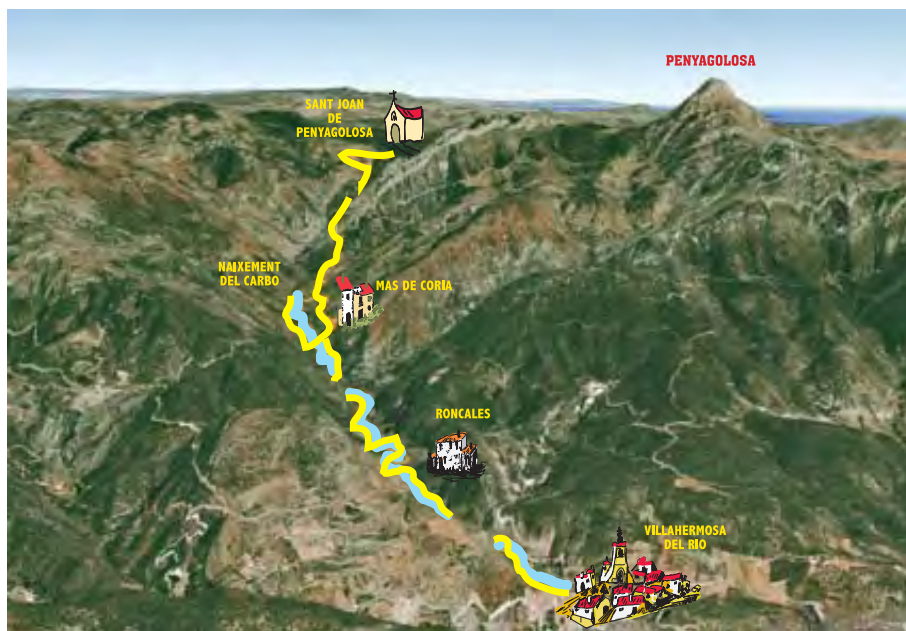 PENYAGOLOSA
SANT JOAN
DE
PENYAGOLOSA
NAIXEMENT
DEL CARBO
MAS DE CORIA
RONCALES
VILLAHERMOSA
DEL RIO